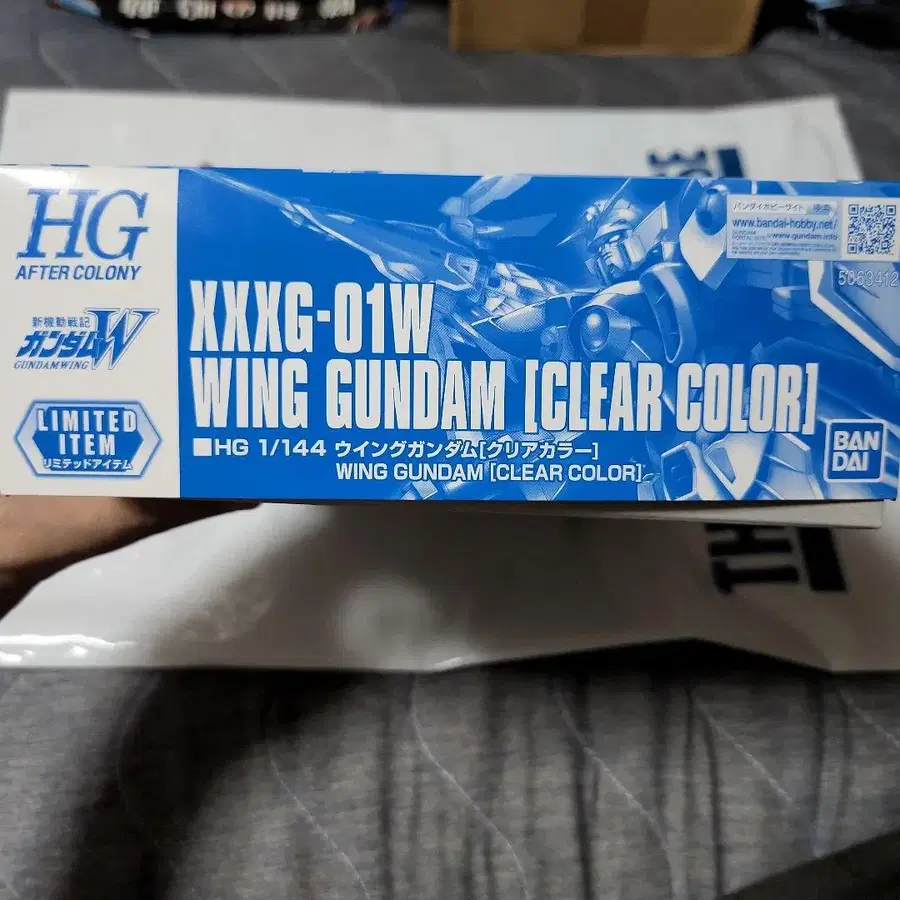 HG
AFTER COLONY
新機動戦記
ガンダムW
GUNDAM WING
LIMITED
ITEM
リミテッドアイテム
XXXG-01W
WING GUNDAM [CLEAR COLOR]
■HG 1/144 ウイングガンダム[クリアカラー]
WING GUNDAM [CLEAR COLOR]
バンダイホビーサイト 検索
www.bandai-hobby.net/
www.gundam.info
5063412
BAN
DAI
TH